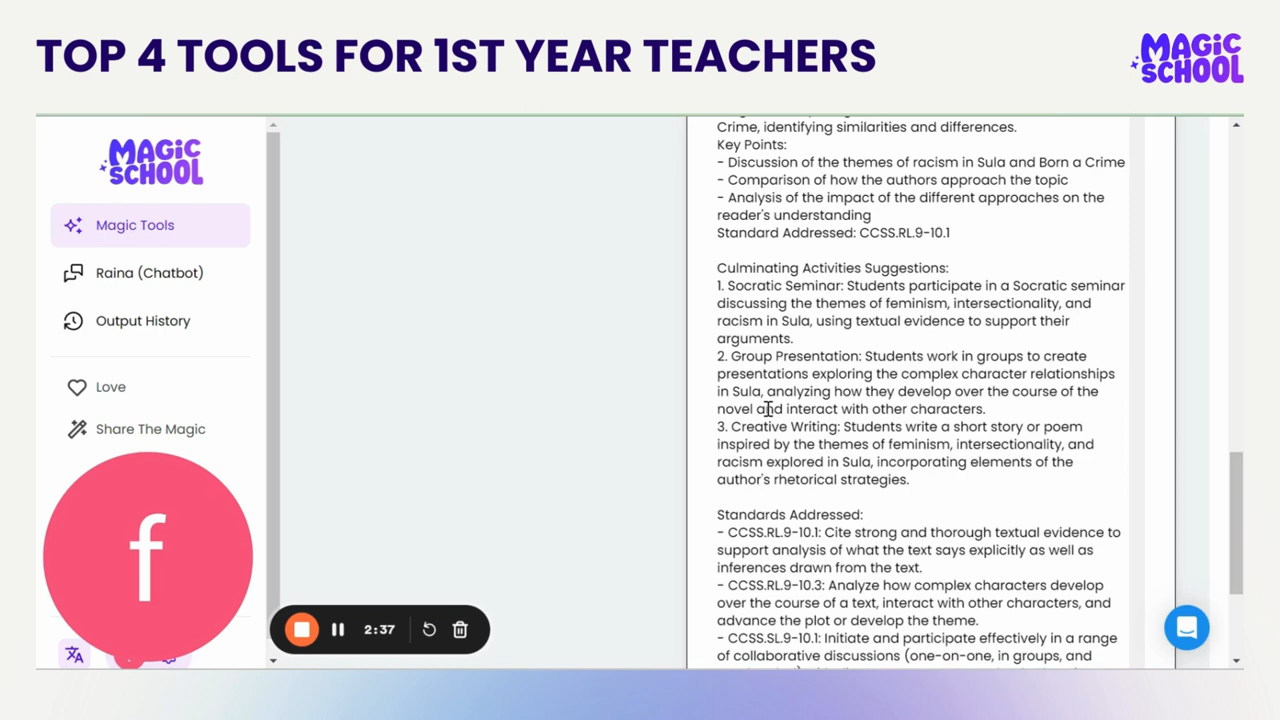 TOP 4 TOOLS FOR 1ST YEAR TEACHERS
MAGIC
SCHOOL
MAGIC
SCHOOL
Magic Tools
Raina (Chatbot)
Output History
Love
Share The Magic
f
2:37
Crime, identifying similarities and differences.
Key Points:
- Discussion of the themes of racism in Sula and Born a Crime
- Comparison of how the authors approach the topic
- Analysis of the impact of the different approaches on the
reader's understanding
Standard Addressed: CCSS.RL.9-10.1
Culminating Activities Suggestions:
1. Socratic Seminar: Students participate in a Socratic seminar
discussing the themes of feminism, intersectionality, and
racism in Sula, using textual evidence to support their
arguments.
2. Group Presentation: Students work in groups to create
presentations exploring the complex character relationships
in Sula, analyzing how they develop over the course of the
novel and interact with other characters.
3. Creative Writing: Students write a short story or poem
inspired by the themes of feminism, intersectionality, and
racism explored in Sula, incorporating elements of the
author's rhetorical strategies.
Standards Addressed:
- CCSS.RL.9-10.1: Cite strong and thorough textual evidence to
support analysis of what the text says explicitly as well as
inferences drawn from the text.
- CCSS.RL.9-10.3: Analyze how complex characters develop
over the course of a text, interact with other characters, and
advance the plot or develop the theme.
- CCSS.SL.9-10.1: Initiate and participate effectively in a range
of collaborative discussions (one-on-one, in groups, and